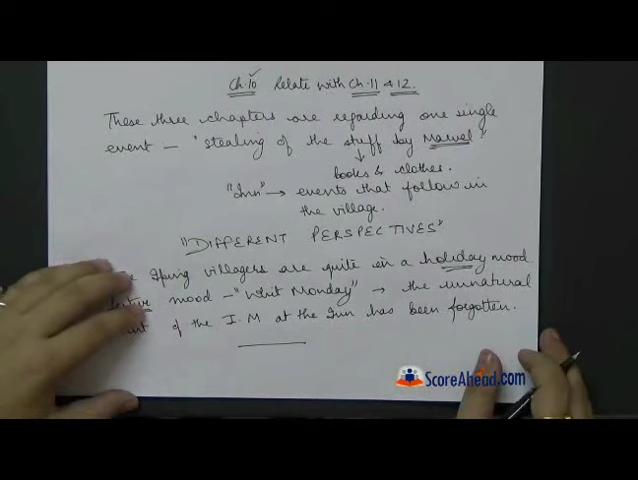 Ch.10 Relate with Ch.11 & 12.
These three chapters are regarding one single
event - "stealing of the stuff by Marvel"
books & clothes.
"Inn" → events that follow in
the village.
"DIFFERENT PERSPECTIVES"
Iping villagers are quite in a holiday mood
mood - "Whit Monday" → the unnatural
of the I.M at the Inn has been forgotten.
ScoreAhead.com